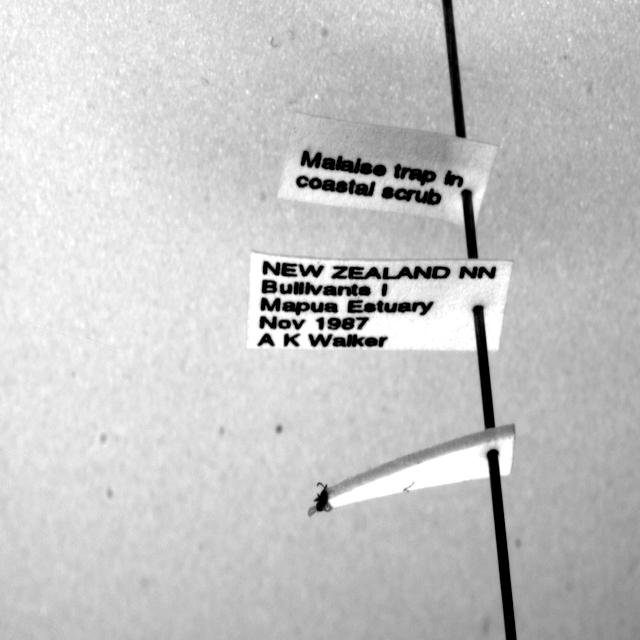 Malaise trap in
coastal scrub
NEW ZEALAND NN
Bullivants I
Mapua Estuary
Nov 1987
A K Walker